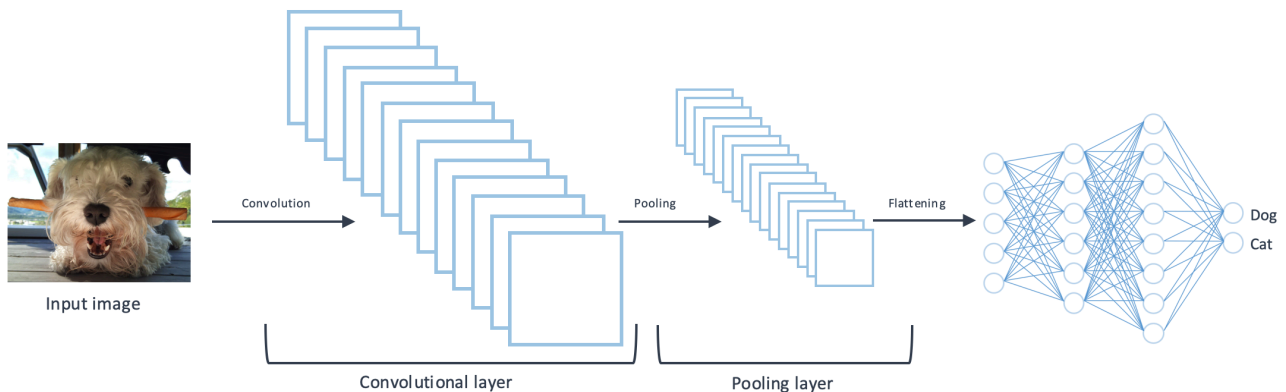 Convolution
Pooling
Flattening
Dog
Cat
Input image
Convolutional layer
Pooling layer